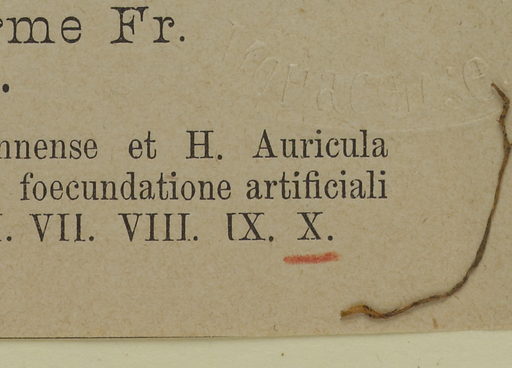 rme Fr.
.
nnense et H. Auricula
foecundatione artificiali
I. VII. VIII. IX. X.